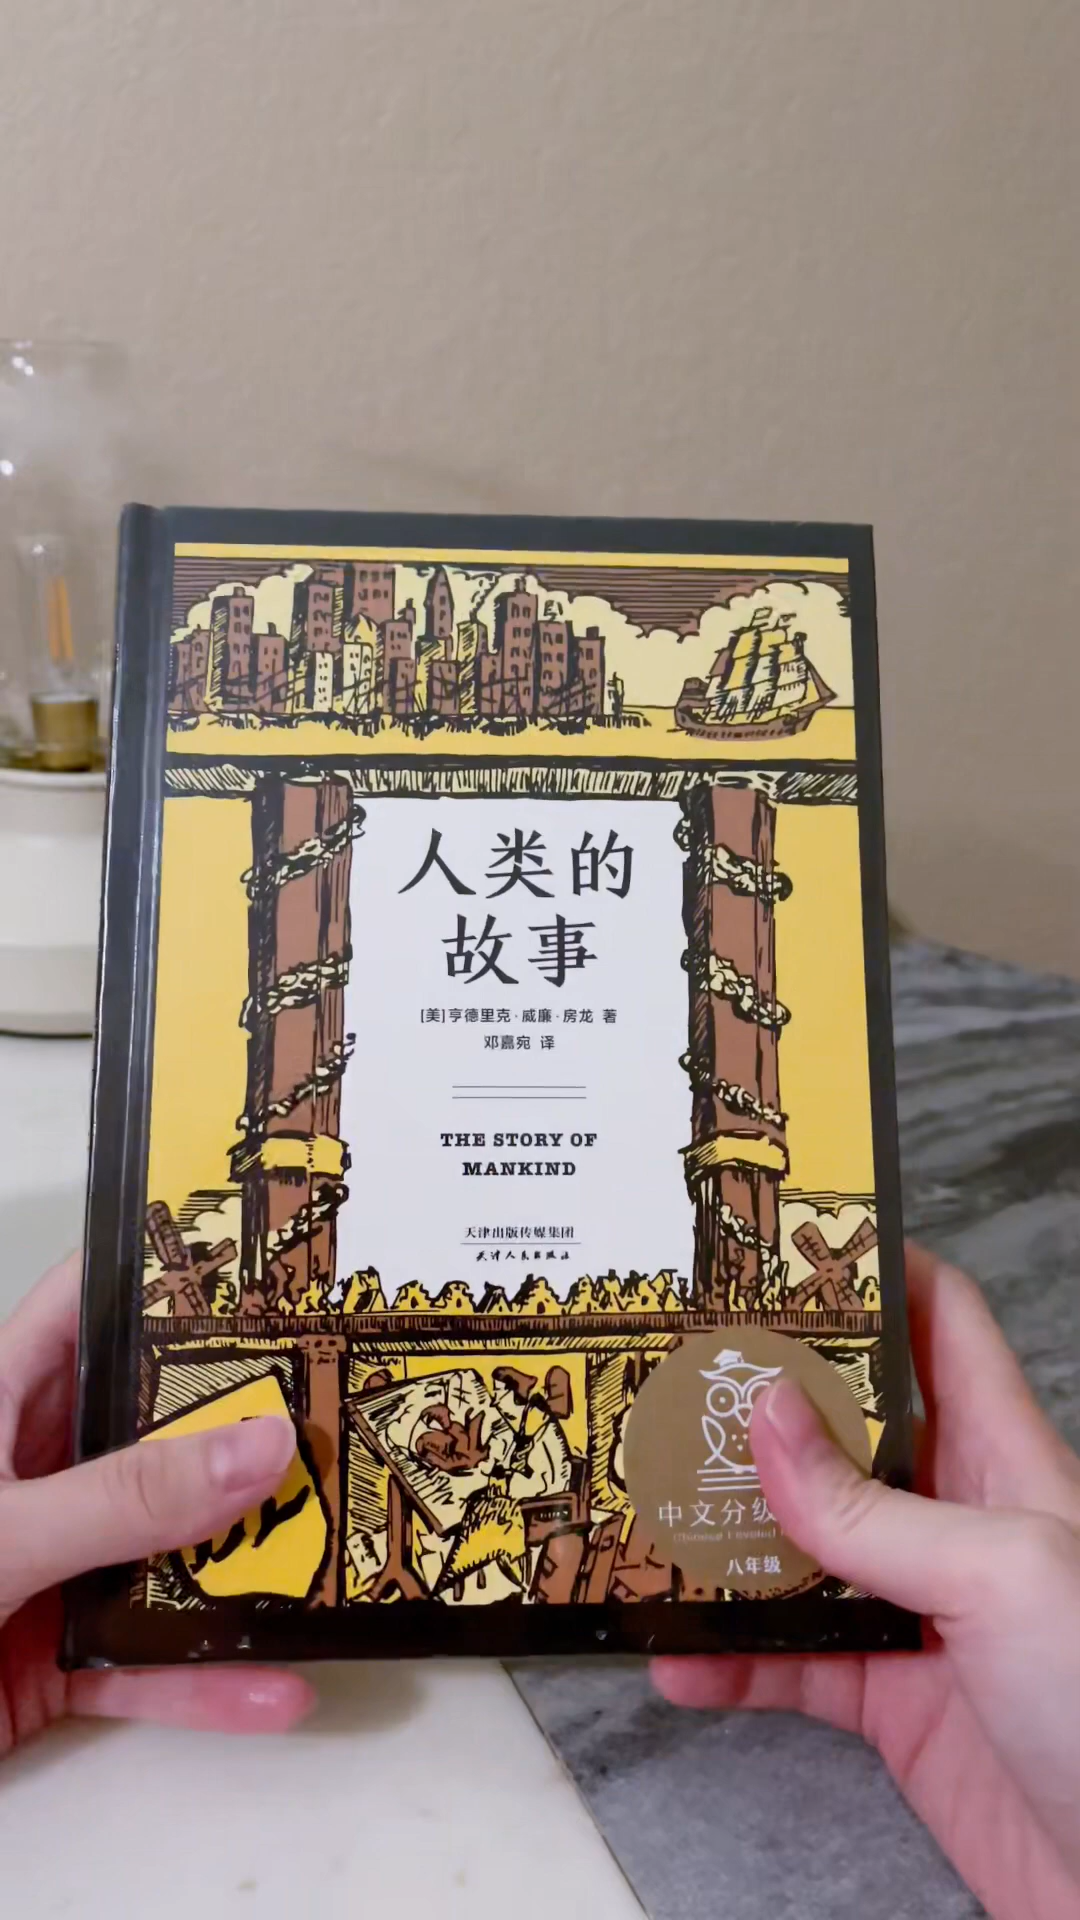 人类的
故事
[美]亨德里克·威廉·房龙 著
邓嘉宛 译
THE STORY OF
MANKIND
天津出版传媒集团
天津人民出版社
中文分级
八年级